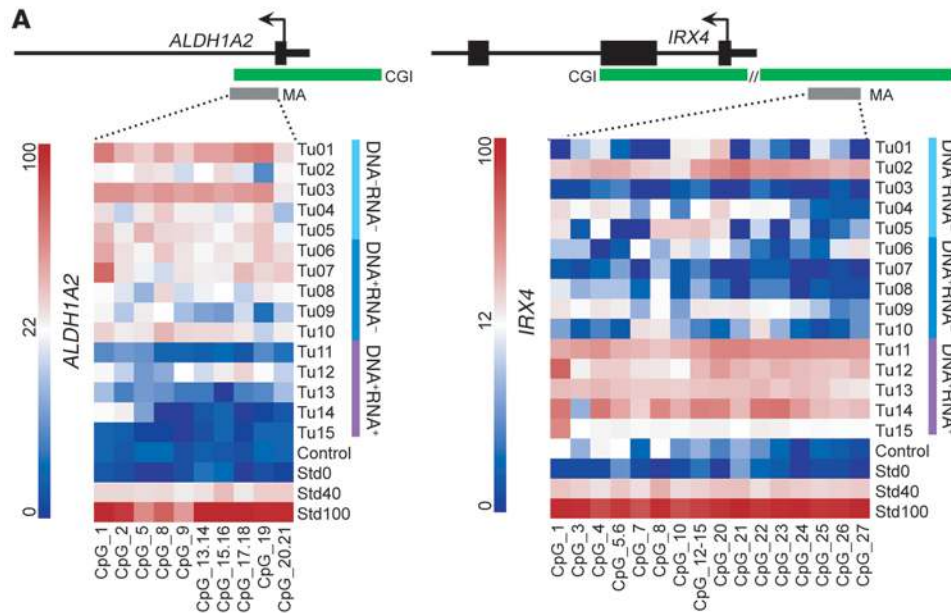 A
ALDH1A2
IRX4
CGI
CGI
//
MA
MA
100
22
0
ALDH1A2
Tu01
Tu02
Tu03
Tu04
Tu05
Tu06
Tu07
Tu08
Tu09
Tu10
Tu11
Tu12
Tu13
Tu14
Tu15
Control
Std0
Std40
Std100
DNA⁻RNA⁻
DNA⁺RNA⁻
DNA⁺RNA⁺
CpG_1
CpG_2
CpG_5
CpG_8
CpG_9
CpG_13.14
CpG_15.16
CpG_17.18
CpG_19
CpG_20.21
100
12
0
IRX4
Tu01
Tu02
Tu03
Tu04
Tu05
Tu06
Tu07
Tu08
Tu09
Tu10
Tu11
Tu12
Tu13
Tu14
Tu15
Control
Std0
Std40
Std100
DNA⁻RNA⁻
DNA⁺RNA⁻
DNA⁺RNA⁺
CpG_1
CpG_3
CpG_4
CpG_5.6
CpG_7
CpG_8
CpG_10
CpG_12-15
CpG_20
CpG_21
CpG_22
CpG_23
CpG_24
CpG_25
CpG_26
CpG_27